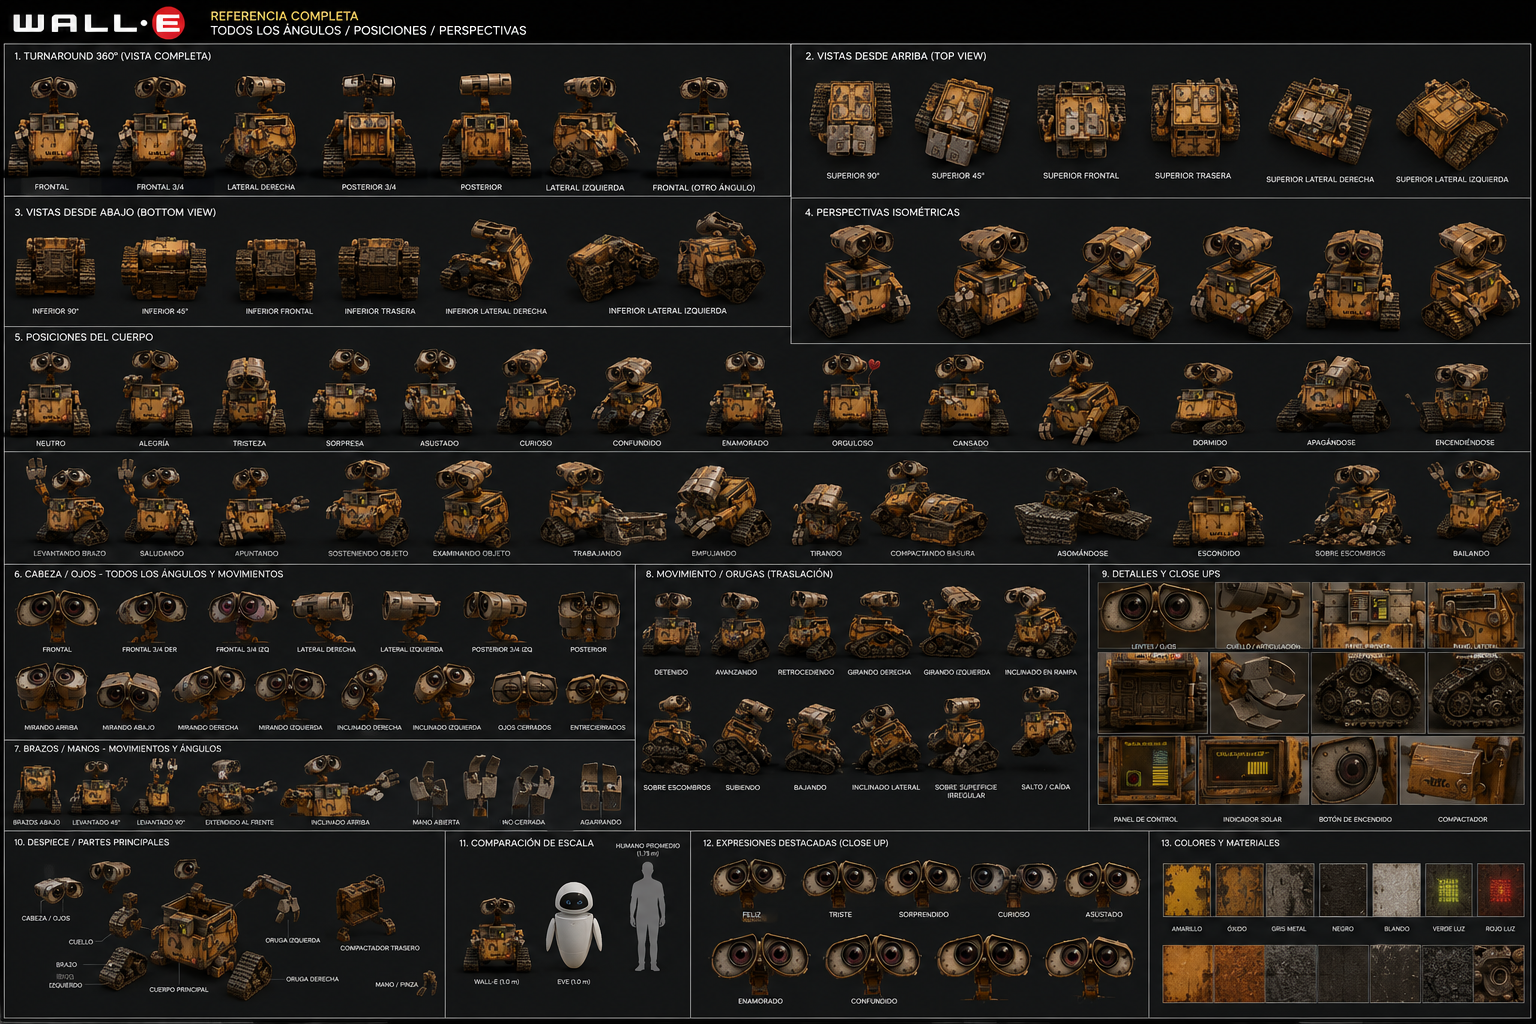 WALL·E
REFERENCIA COMPLETA
TODOS LOS ÁNGULOS / POSICIONES / PERSPECTIVAS
1. TURNAROUND 360° (VISTA COMPLETA)
FRONTAL
FRONTAL 3/4
LATERAL DERECHA
POSTERIOR 3/4
POSTERIOR
LATERAL IZQUIERDA
FRONTAL (OTRO ÁNGULO)
2. VISTAS DESDE ARRIBA (TOP VIEW)
SUPERIOR 90°
SUPERIOR 45°
SUPERIOR FRONTAL
SUPERIOR TRASERA
SUPERIOR LATERAL DERECHA
SUPERIOR LATERAL IZQUIERDA
3. VISTAS DESDE ABAJO (BOTTOM VIEW)
INFERIOR 90°
INFERIOR 45°
INFERIOR FRONTAL
INFERIOR TRASERA
INFERIOR LATERAL DERECHA
INFERIOR LATERAL IZQUIERDA
4. PERSPECTIVAS ISOMÉTRICAS
5. POSICIONES DEL CUERPO
NEUTRO
ALEGRÍA
TRISTEZA
SORPRESA
ASUSTADO
CURIOSO
CONFUNDIDO
ENAMORADO
ORGULOSO
CANSADO
DORMIDO
APAGÁNDOSE
ENCENDIÉNDOSE
LEVANTANDO BRAZO
SALUDANDO
APUNTANDO
SOSTENIENDO OBJETO
EXAMINANDO OBJETO
TRABAJANDO
EMPUJANDO
TIRANDO
COMPACTANDO BASURA
ASOMÁNDOSE
ESCONDIDO
SOBRE ESCOMBROS
BAILANDO
6. CABEZA / OJOS - TODOS LOS ÁNGULOS Y MOVIMIENTOS
FRONTAL
FRONTAL 3/4 DER
FRONTAL 3/4 IZQ
LATERAL DERECHA
LATERAL IZQUIERDA
POSTERIOR 3/4 IZQ
POSTERIOR
MIRANDO ARRIBA
MIRANDO ABAJO
MIRANDO DERECHA
MIRANDO IZQUIERDA
INCLINADO DERECHA
INCLINADO IZQUIERDA
OJOS CERRADOS
ENTRECERRADOS
7. BRAZOS / MANOS - MOVIMIENTOS Y ÁNGULOS
BRAZOS ABAJO
LEVANTADO 45°
LEVANTADO 90°
EXTENDIDO AL FRENTE
INCLINADO ARRIBA
MANO ABIERTA
AGARRANDO
8. MOVIMIENTO / ORUGAS (TRASLACIÓN)
DETENIDO
AVANZANDO
RETROCEDIENDO
GIRANDO DERECHA
GIRANDO IZQUIERDA
INCLINADO EN RAMPA
SOBRE ESCOMBROS
SUBIENDO
BAJANDO
INCLINADO LATERAL
SOBRE SUPERFICIE
IRREGULAR
SALTO / CAÍDA
9. DETALLES Y CLOSE UPS
LENTES / OJOS
CUELLO / ARTICULACIÓN
PANEL DE CONTROL
INDICADOR SOLAR
BOTÓN DE ENCENDIDO
COMPACTADOR
10. DESPIECE / PARTES PRINCIPALES
CABEZA / OJOS
CUELLO
BRAZO
IZQUIERDO
CUERPO PRINCIPAL
ORUGA IZQUIERDA
ORUGA DERECHA
COMPACTADOR TRASERO
MANO / PINZA
11. COMPARACIÓN DE ESCALA
HUMANO PROMEDIO
(1.75 m)
WALL-E (1.0 m)
EVE (1.0 m)
12. EXPRESIONES DESTACADAS (CLOSE UP)
FELIZ
TRISTE
SORPRENDIDO
CURIOSO
ASUSTADO
ENAMORADO
CONFUNDIDO
13. COLORES Y MATERIALES
AMARILLO
ÓXIDO
GRIS METAL
NEGRO
BLANDO
VERDE LUZ
ROJO LUZ